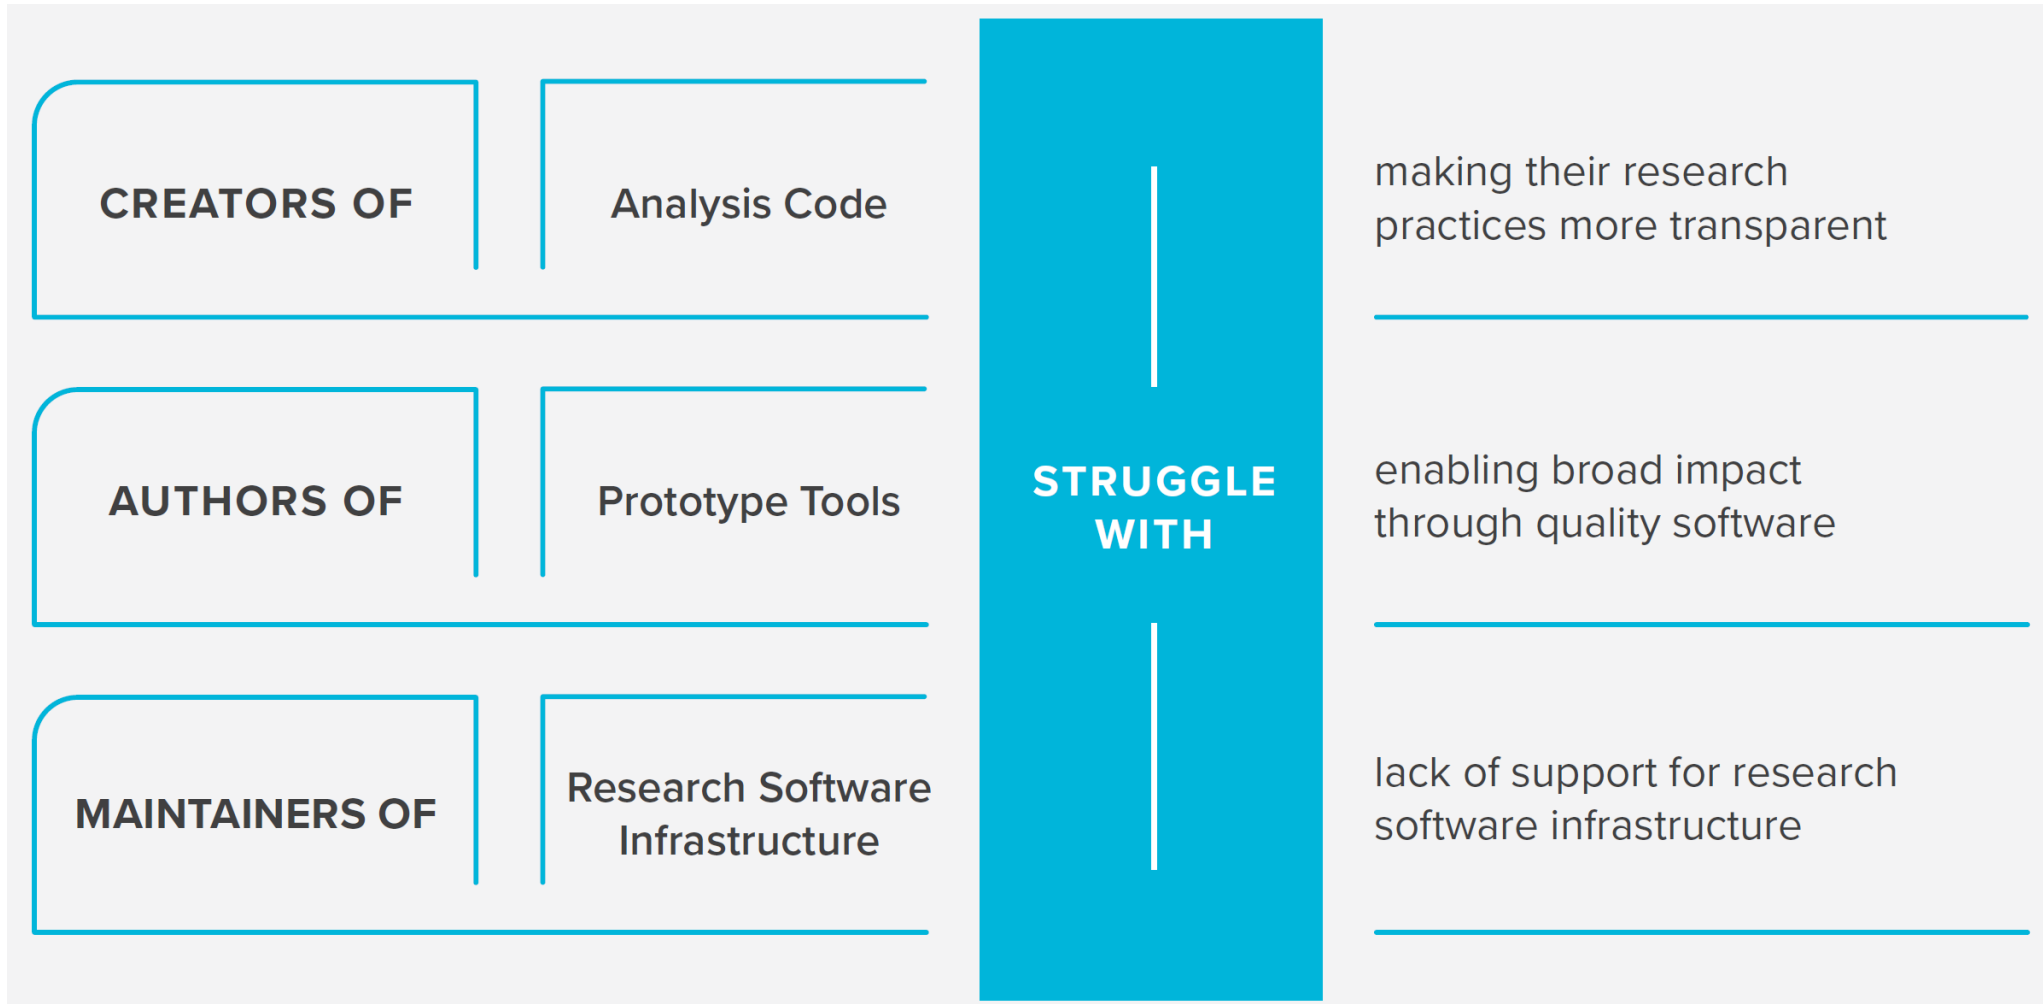 CREATORS OF
Analysis Code
making their research
practices more transparent
AUTHORS OF
Prototype Tools
STRUGGLE
WITH
enabling broad impact
through quality software
MAINTAINERS OF
Research Software
Infrastructure
lack of support for research
software infrastructure